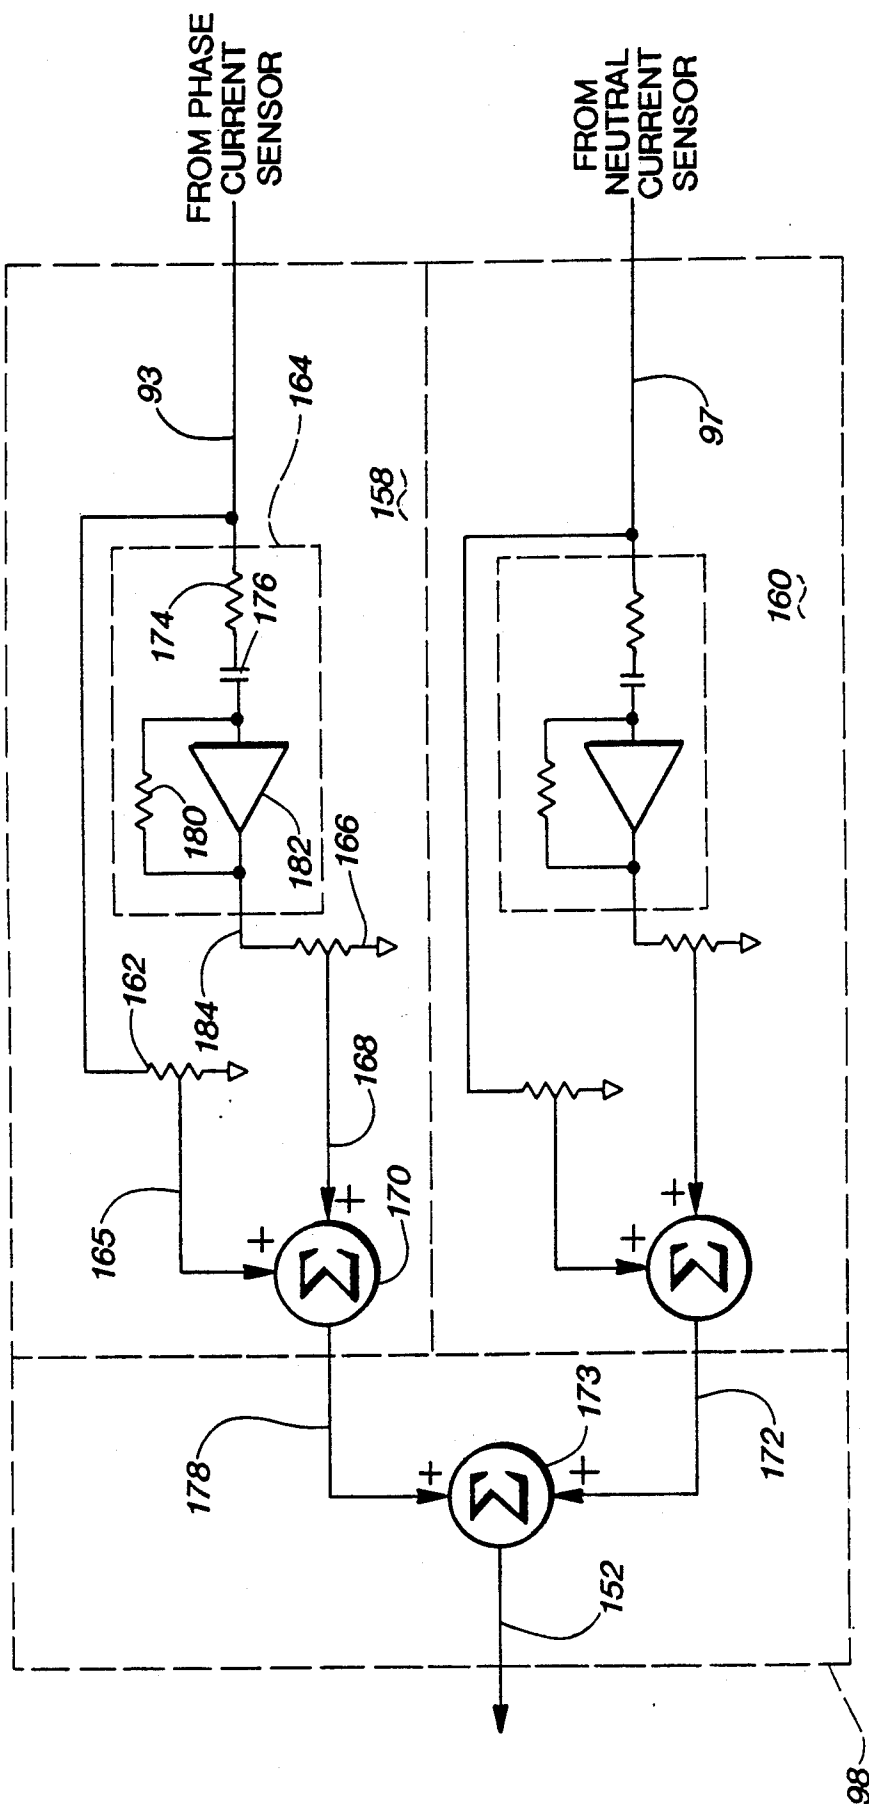 FROM PHASE
CURRENT
SENSOR
FROM
NEUTRAL
CURRENT
SENSOR
93
164
158
97
174
176
160
180
182
166
162
184
168
165
+
+
170
Σ
+
+
Σ
178
+
173
Σ
+
172
152
98